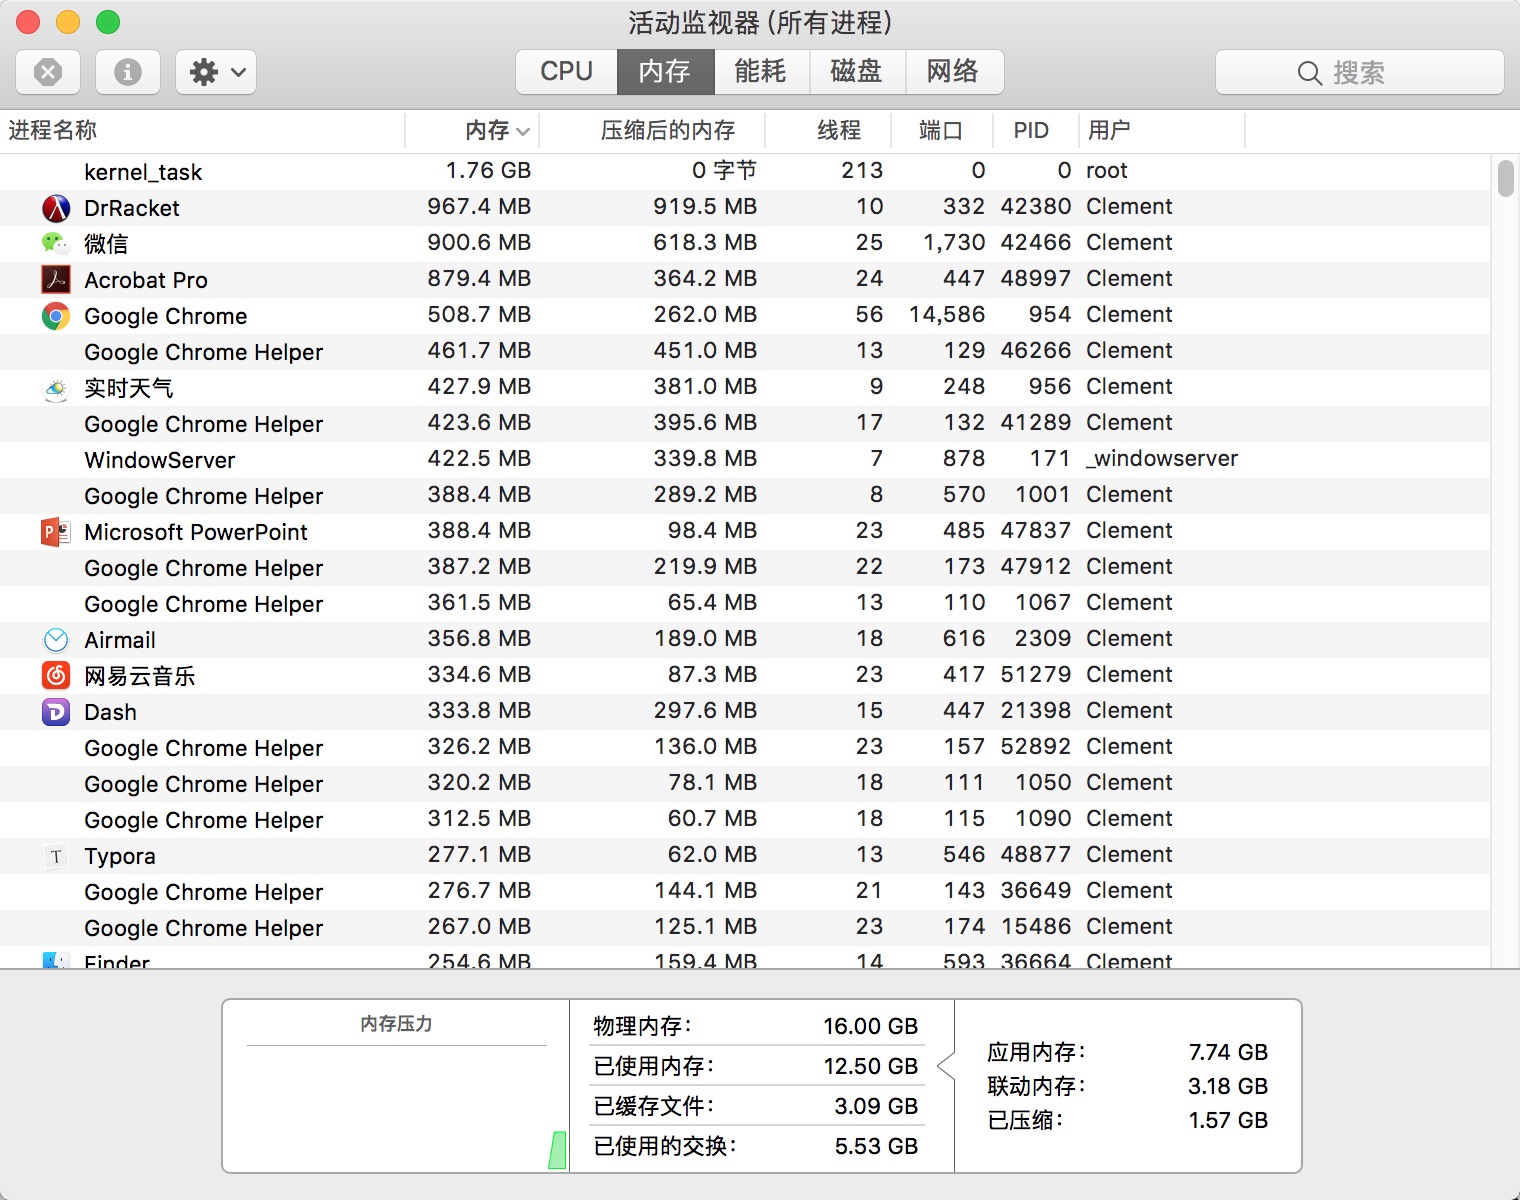 活动监视器 (所有进程)
CPU 内存 能耗 磁盘 网络 搜索
进程名称 内存 压缩后的内存 线程 端口 PID 用户
kernel_task 1.76 GB 0 字节 213 0 0 root
DrRacket 967.4 MB 919.5 MB 10 332 42380 Clement
微信 900.6 MB 618.3 MB 25 1,730 42466 Clement
Acrobat Pro 879.4 MB 364.2 MB 24 447 48997 Clement
Google Chrome 508.7 MB 262.0 MB 56 14,586 954 Clement
Google Chrome Helper 461.7 MB 451.0 MB 13 129 46266 Clement
实时天气 427.9 MB 381.0 MB 9 248 956 Clement
Google Chrome Helper 423.6 MB 395.6 MB 17 132 41289 Clement
WindowServer 422.5 MB 339.8 MB 7 878 171 _windowserver
Google Chrome Helper 388.4 MB 289.2 MB 8 570 1001 Clement
Microsoft PowerPoint 388.4 MB 98.4 MB 23 485 47837 Clement
Google Chrome Helper 387.2 MB 219.9 MB 22 173 47912 Clement
Google Chrome Helper 361.5 MB 65.4 MB 13 110 1067 Clement
Airmail 356.8 MB 189.0 MB 18 616 2309 Clement
网易云音乐 334.6 MB 87.3 MB 23 417 51279 Clement
Dash 333.8 MB 297.6 MB 15 447 21398 Clement
Google Chrome Helper 326.2 MB 136.0 MB 23 157 52892 Clement
Google Chrome Helper 320.2 MB 78.1 MB 18 111 1050 Clement
Google Chrome Helper 312.5 MB 60.7 MB 18 115 1090 Clement
Typora 277.1 MB 62.0 MB 13 546 48877 Clement
Google Chrome Helper 276.7 MB 144.1 MB 21 143 36649 Clement
Google Chrome Helper 267.0 MB 125.1 MB 23 174 15486 Clement
Finder 254.6 MB 159.4 MB 14 593 36664 Clement
内存压力
物理内存: 16.00 GB
已使用内存: 12.50 GB
已缓存文件: 3.09 GB
已使用的交换: 5.53 GB
应用内存: 7.74 GB
联动内存: 3.18 GB
已压缩: 1.57 GB